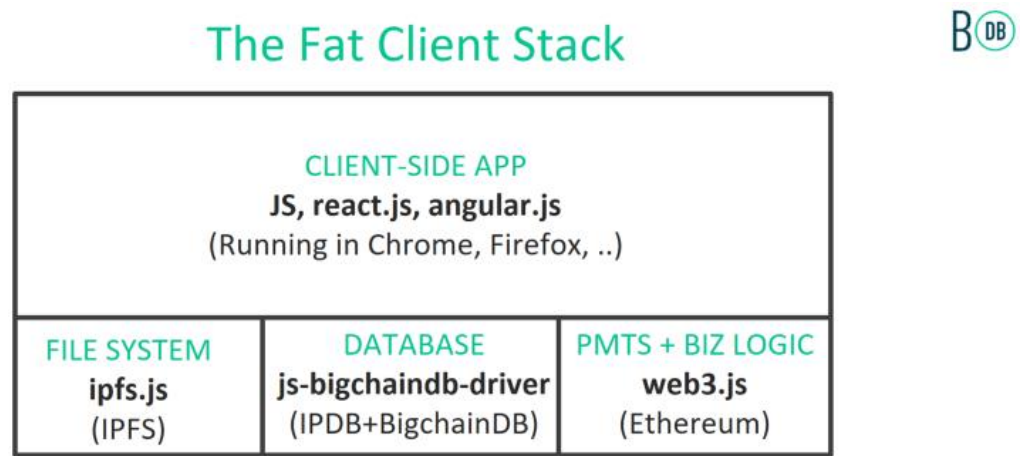 The Fat Client Stack
B DB
CLIENT-SIDE APP
JS, react.js, angular.js
(Running in Chrome, Firefox, ..)
FILE SYSTEM
ipfs.js
(IPFS)
DATABASE
js-bigchaindb-driver
(IPDB+BigchainDB)
PMTS + BIZ LOGIC
web3.js
(Ethereum)